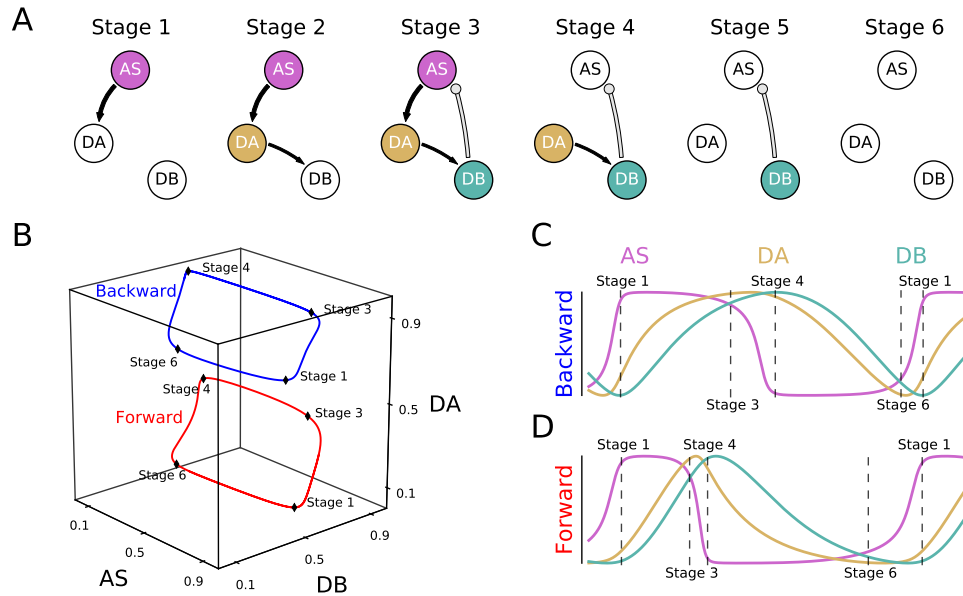 A
Stage 1 Stage 2 Stage 3 Stage 4 Stage 5 Stage 6
AS AS AS AS AS AS
DA DA DA DA DA DA
DB DB DB DB DB DB
B
Stage 4
Backward
Stage 3
Stage 6
Stage 1
Stage 4
Forward
Stage 3
Stage 6
Stage 1
0.9
0.5
0.1
DA
0.1
0.5
0.9
AS
0.1
0.5
0.9
DB
C
AS DA DB
Stage 1 Stage 4 Stage 1
Backward
Stage 3 Stage 6
D
Stage 1 Stage 4 Stage 1
Forward
Stage 3 Stage 6